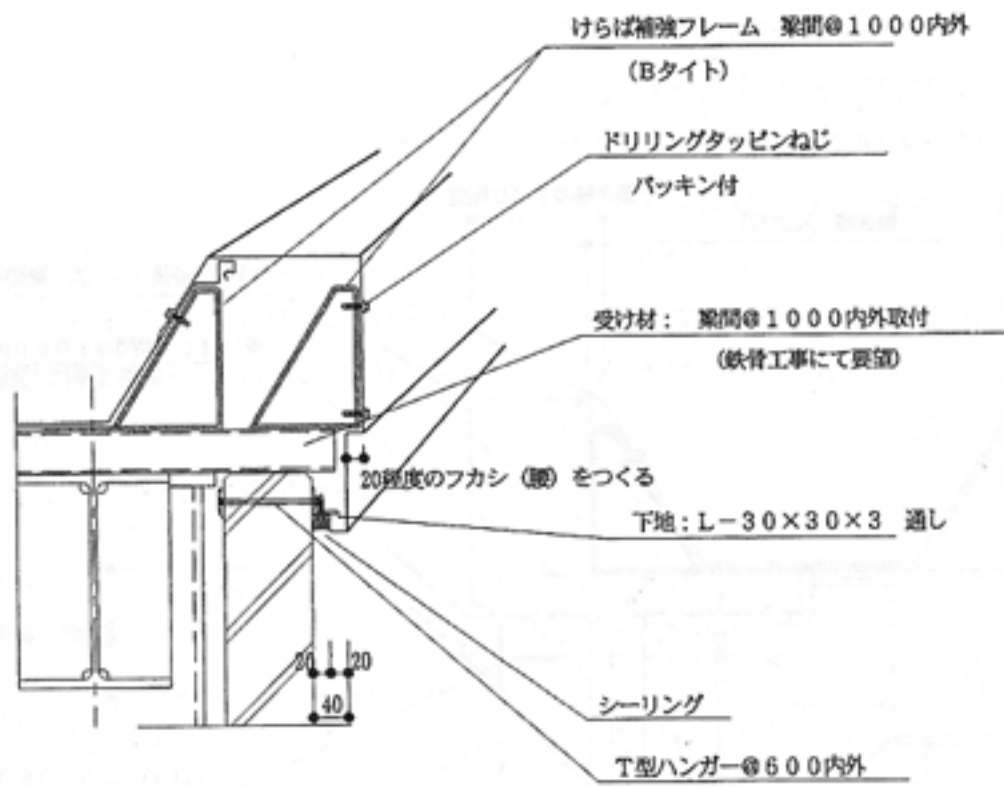 けらば補強フレーム 梁間@1000内外
(Bタイト)
ドリリングタッピンねじ
パッキン付
受け材: 梁間@1000内外取付
(鉄骨工事にて要望)
20程度のフカシ(腰)をつくる
下地:L-30×30×3 通し
20 20
40
シーリング
T型ハンガー@600内外